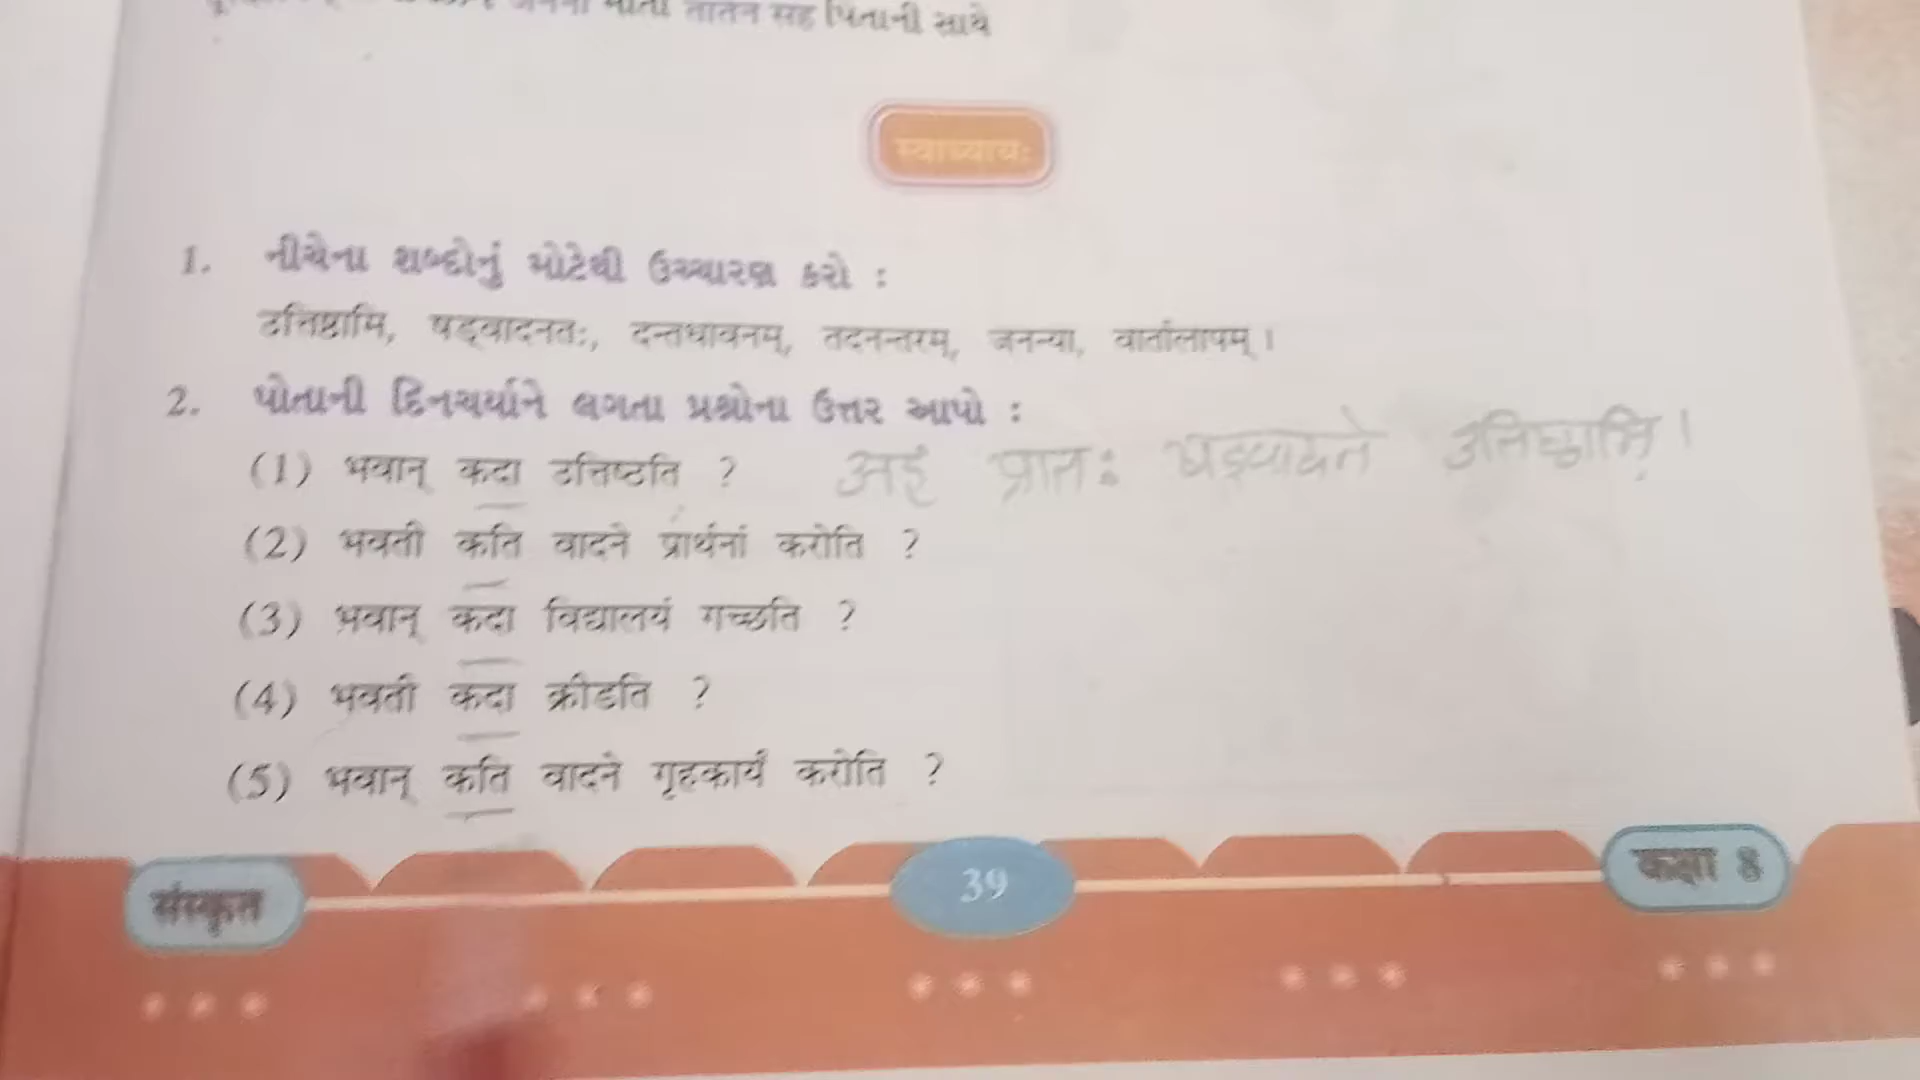 माता तातेन सह પિતાની સાથે
स्वाध्यायः
1. નીચેના શબ્દોનું મોટેથી ઉચ્ચારણ કરો :
उत्तिष्ठामि, षड्वादनतः, दन्तधावनम्, तदनन्तरम्, जनन्या, वार्तालापम् ।
2. પોતાની દિનચર્યાને લગતા પ્રશ્નોના ઉત્તર આપો :
(1) भवान् कदा उत्तिष्टति ? अहं प्रातः षड्वादने उत्तिष्ठामि ।
(2) भवती कति वादने प्रार्थनां करोति ?
(3) भवान् कदा विद्यालयं गच्छति ?
(4) भवती कदा क्रीडति ?
(5) भवान् कति वादने गृहकार्यं करोति ?
संस्कृत 39 कक्षा 8